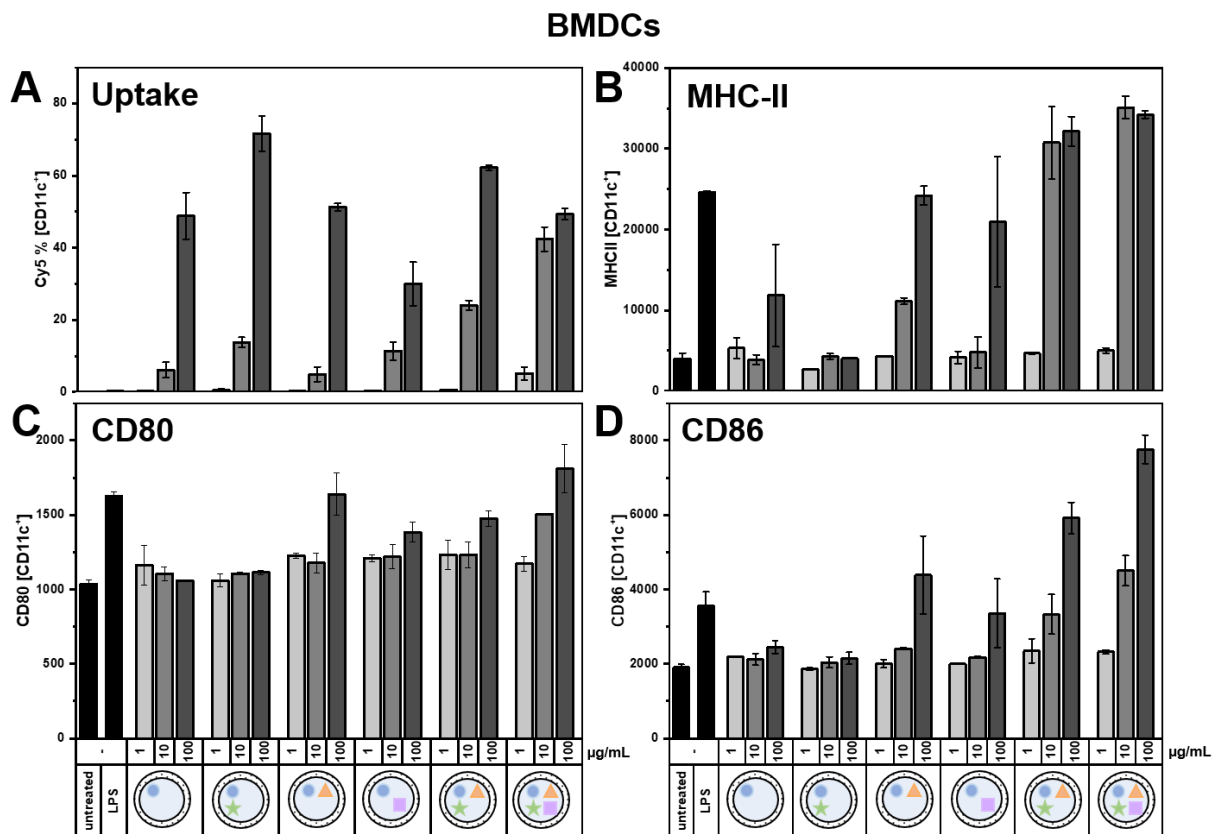 BMDCs
A Uptake
Cy5 % [CD11c⁺]
80
60
40
20
0
B MHC-II
MHCII [CD11c⁺]
40000
30000
20000
10000
0
C CD80
CD80 [CD11c⁺]
2000
1500
1000
500
0
D CD86
CD86 [CD11c⁺]
8000
6000
4000
2000
0
- 1 10 100 1 10 100 1 10 100 1 10 100 1 10 100 1 10 100 µg/mL
untreated LPS
- 1 10 100 1 10 100 1 10 100 1 10 100 1 10 100 1 10 100 µg/mL
untreated LPS